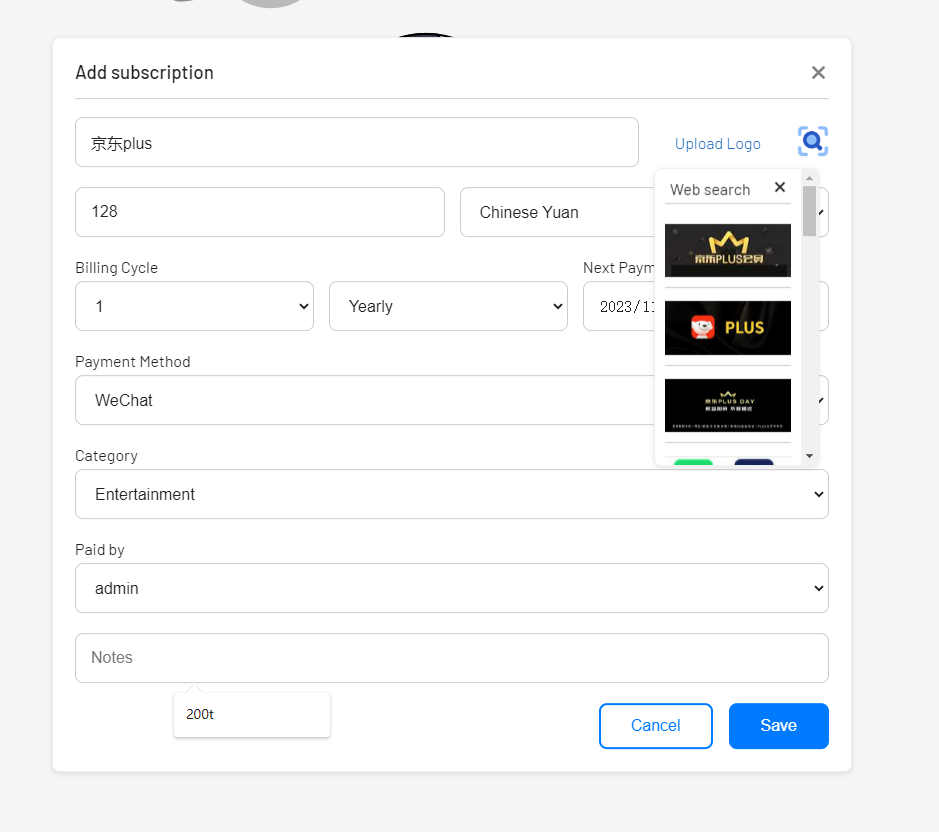 Add subscription
京东plus
Upload Logo
Web search
128
Chinese Yuan
京东PLUS会员
Billing Cycle
Next Paym
1
Yearly
2023/11
PLUS
Payment Method
WeChat
京东PLUS DAY
Category
Entertainment
Paid by
admin
Notes
200t
Cancel
Save